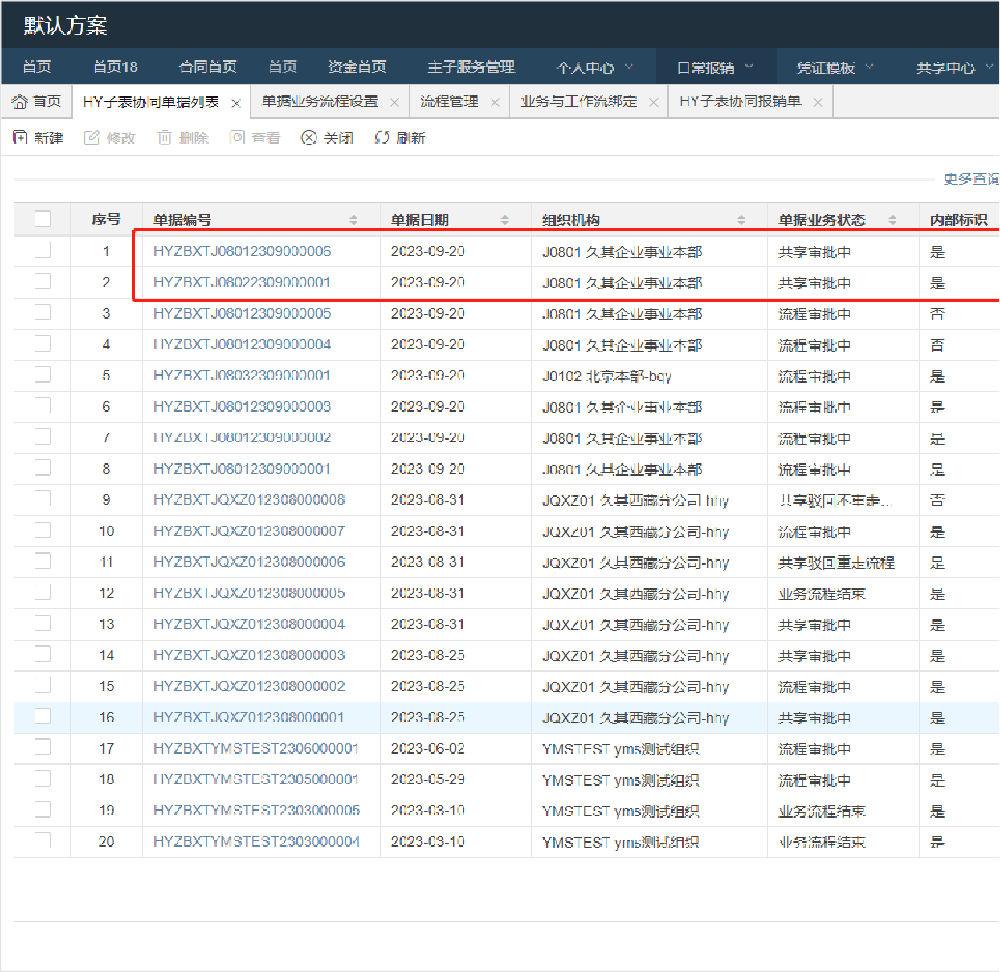 默认方案
首页 首页18 合同首页 首页 资金首页 主子服务管理 个人中心 日常报销 凭证模板 共享中心
首页 HY子表协同单据列表 单据业务流程设置 流程管理 业务与工作流绑定 HY子表协同报销单
新建 修改 删除 查看 关闭 刷新
更多查询
序号 单据编号 单据日期 组织机构 单据业务状态 内部标识
1 HYZBXTJ08012309000006 2023-09-20 J0801 久其企业事业本部 共享审批中 是
2 HYZBXTJ08022309000001 2023-09-20 J0801 久其企业事业本部 共享审批中 是
3 HYZBXTJ08012309000005 2023-09-20 J0801 久其企业事业本部 流程审批中 否
4 HYZBXTJ08012309000004 2023-09-20 J0801 久其企业事业本部 流程审批中 否
5 HYZBXTJ08032309000001 2023-09-20 J0102 北京本部-bqy 流程审批中 是
6 HYZBXTJ08012309000003 2023-09-20 J0801 久其企业事业本部 流程审批中 是
7 HYZBXTJ08012309000002 2023-09-20 J0801 久其企业事业本部 流程审批中 是
8 HYZBXTJ08012309000001 2023-09-20 J0801 久其企业事业本部 流程审批中 是
9 HYZBXTJQXZ012308000008 2023-08-31 JQXZ01 久其西藏分公司-hhy 共享驳回不重走... 否
10 HYZBXTJQXZ012308000007 2023-08-31 JQXZ01 久其西藏分公司-hhy 流程审批中 是
11 HYZBXTJQXZ012308000006 2023-08-31 JQXZ01 久其西藏分公司-hhy 共享驳回重走流程 是
12 HYZBXTJQXZ012308000005 2023-08-31 JQXZ01 久其西藏分公司-hhy 业务流程结束 是
13 HYZBXTJQXZ012308000004 2023-08-31 JQXZ01 久其西藏分公司-hhy 共享审批中 是
14 HYZBXTJQXZ012308000003 2023-08-25 JQXZ01 久其西藏分公司-hhy 共享审批中 是
15 HYZBXTJQXZ012308000002 2023-08-25 JQXZ01 久其西藏分公司-hhy 流程审批中 是
16 HYZBXTJQXZ012308000001 2023-08-25 JQXZ01 久其西藏分公司-hhy 共享审批中 是
17 HYZBXTYMSTEST2306000001 2023-06-02 YMSTEST yms测试组织 流程审批中 是
18 HYZBXTYMSTEST2305000001 2023-05-29 YMSTEST yms测试组织 流程审批中 是
19 HYZBXTYMSTEST2303000005 2023-03-10 YMSTEST yms测试组织 业务流程结束 是
20 HYZBXTYMSTEST2303000004 2023-03-10 YMSTEST yms测试组织 业务流程结束 是